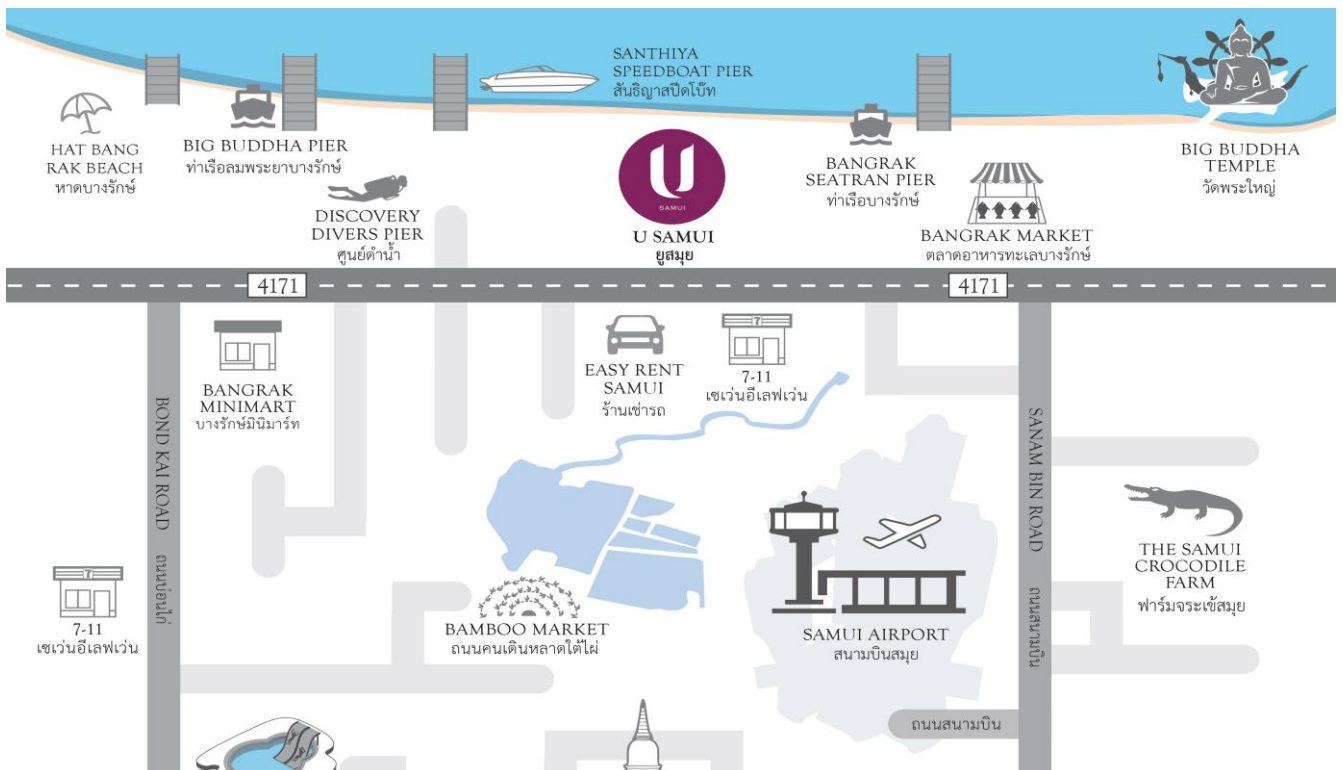 SANTHIYA
SPEEDBOAT PIER
สันธิญาสปีดโบ๊ท
HAT BANG
RAK BEACH
หาดบางรักษ์
BIG BUDDHA PIER
ท่าเรือลมพระยาบางรักษ์
DISCOVERY
DIVERS PIER
ศูนย์ดำน้ำ
U
SAMUI
U SAMUI
ยูสมุย
BANGRAK
SEATRAN PIER
ท่าเรือบางรักษ์
BANGRAK MARKET
ตลาดอาหารทะเลบางรักษ์
BIG BUDDHA
TEMPLE
วัดพระใหญ่
4171
4171
BANGRAK
MINIMART
บางรักษ์มินิมาร์ท
EASY RENT
SAMUI
ร้านเช่ารถ
7
7-11
เซเว่นอีเลฟเว่น
BOND KAI ROAD ถนนบ่อนไก่
SANAM BIN ROAD ถนนสนามบิน
7
7-11
เซเว่นอีเลฟเว่น
BAMBOO MARKET
ถนนคนเดินหลาดใต้ไผ่
SAMUI AIRPORT
สนามบินสมุย
THE SAMUI
CROCODILE
FARM
ฟาร์มจระเข้สมุย
ถนนสนามบิน